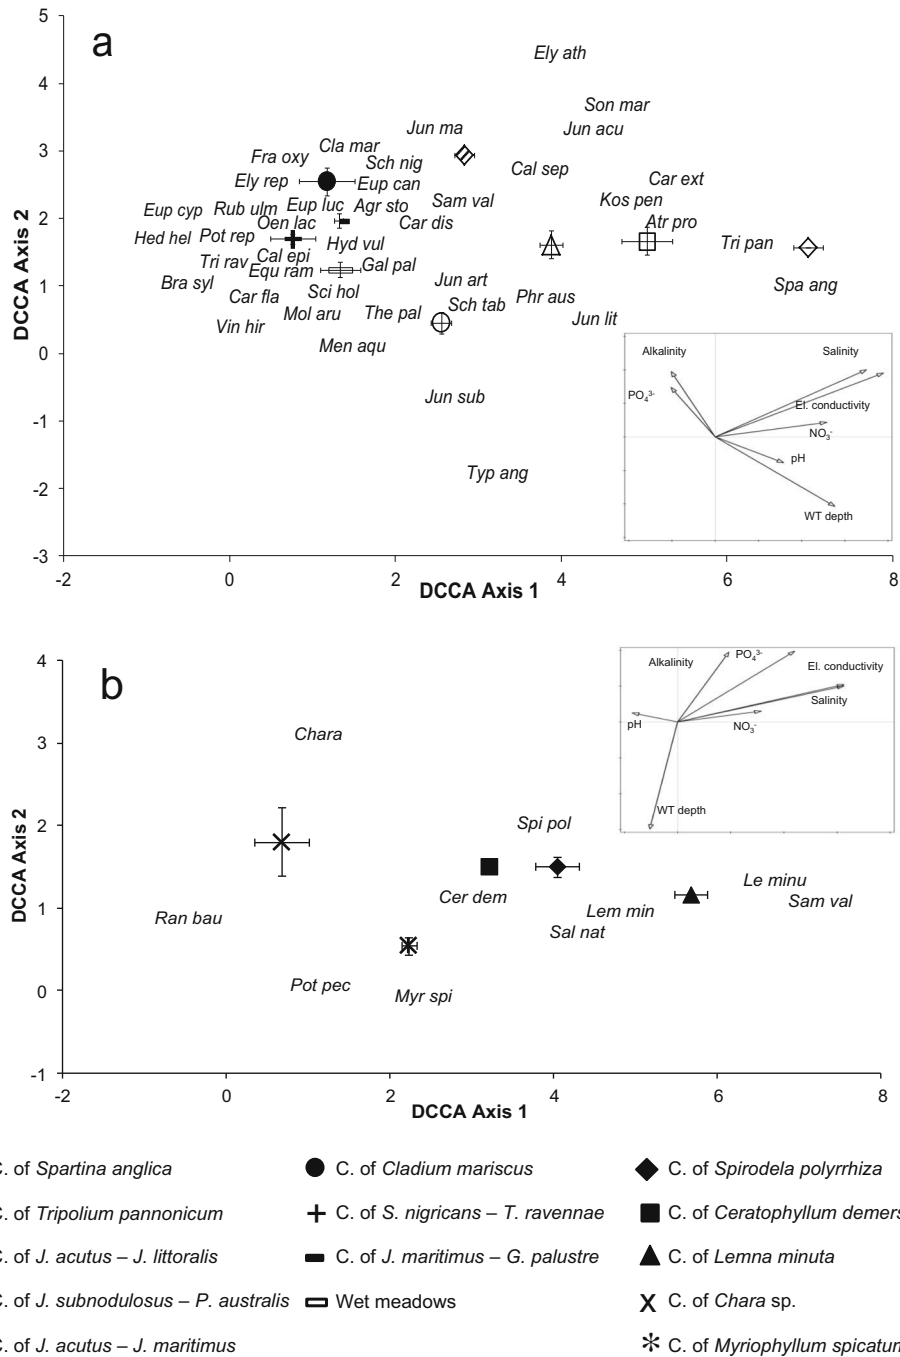 a
5
4
3
2
1
0
-1
-2
-3
DCCA Axis 2
Ely ath
Son mar
Jun ma
Jun acu
Cla mar
Fra oxy
Sch nig
Cal sep
Ely rep
Eup can
Car ext
Kos pen
Eup cyp
Rub ulm
Eup luc
Agr sto
Sam val
Oen lac
Car dis
Atr pro
Hed hel
Pot rep
Hyd vul
Tri pan
Tri rav
Cal epi
Equ ram
Gal pal
Bra syl
Sci hol
Jun art
Spa ang
Car fla
Mol aru
The pal
Sch tab
Phr aus
Vin hir
Jun lit
Men aqu
Jun sub
Typ ang
Alkalinity
Salinity
PO₄³⁻
El. conductivity
NO₃⁻
pH
WT depth
-2 0 2 4 6 8
DCCA Axis 1
b
4
3
2
1
0
-1
DCCA Axis 2
Chara
Spi pol
Cer dem
Le minu
Lem min
Sam val
Ran bau
Sal nat
Pot pec
Myr spi
Alkalinity
PO₄³⁻
El. conductivity
Salinity
pH
NO₃⁻
WT depth
-2 0 2 4 6 8
DCCA Axis 1
C. of Spartina anglica
C. of Cladium mariscus
C. of Spirodela polyrrhiza
C. of Tripolium pannonicum
C. of S. nigricans – T. ravennae
C. of Ceratophyllum demers
C. of J. acutus – J. littoralis
C. of J. maritimus – G. palustre
C. of Lemna minuta
C. of J. subnodulosus – P. australis
Wet meadows
C. of Chara sp.
C. of J. acutus – J. maritimus
C. of Myriophyllum spicatum